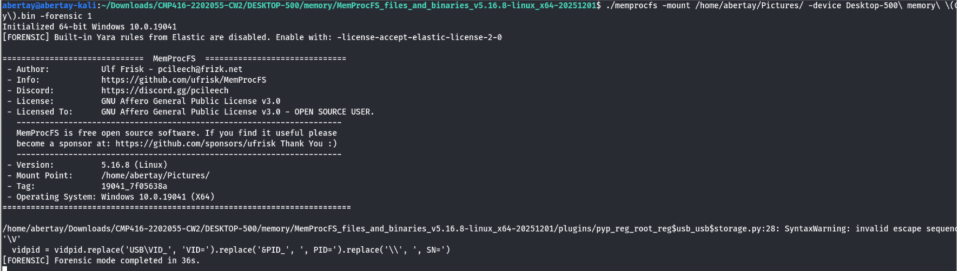 abertay@abertay-kali:~/Downloads/CMP416-2202055-CW2/DESKTOP-500/memory/MemProcFS_files_and_binaries_v5.16.8-linux_x64-20251201$ ./memprocfs -mount /home/abertay/Pictures/ -device Desktop-500\ memory\ \(C
y\).bin -forensic 1
Initialized 64-bit Windows 10.0.19041
[FORENSIC] Built-in Yara rules from Elastic are disabled. Enable with: -license-accept-elastic-license-2-0
============================== MemProcFS ==============================
- Author: Ulf Frisk - pcileech@frizk.net
- Info: https://github.com/ufrisk/MemProcFS
- Discord: https://discord.gg/pcileech
- License: GNU Affero General Public License v3.0
- Licensed To: GNU Affero General Public License v3.0 - OPEN SOURCE USER.
---------------------------------------------------------------
MemProcFS is free open source software. If you find it useful please
become a sponsor at: https://github.com/sponsors/ufrisk Thank You :)
---------------------------------------------------------------
- Version: 5.16.8 (Linux)
- Mount Point: /home/abertay/Pictures/
- Tag: 19041_7f05638a
- Operating System: Windows 10.0.19041 (X64)
======================================================================
/home/abertay/Downloads/CMP416-2202055-CW2/DESKTOP-500/memory/MemProcFS_files_and_binaries_v5.16.8-linux_x64-20251201/plugins/pyp_reg_root_reg$usb_usb$storage.py:28: SyntaxWarning: invalid escape sequenc
'\V'
vidpid = vidpid.replace('USB\VID_', 'VID=').replace('&PID_', ', PID=').replace('\\', ', SN=')
[FORENSIC] Forensic mode completed in 36s.